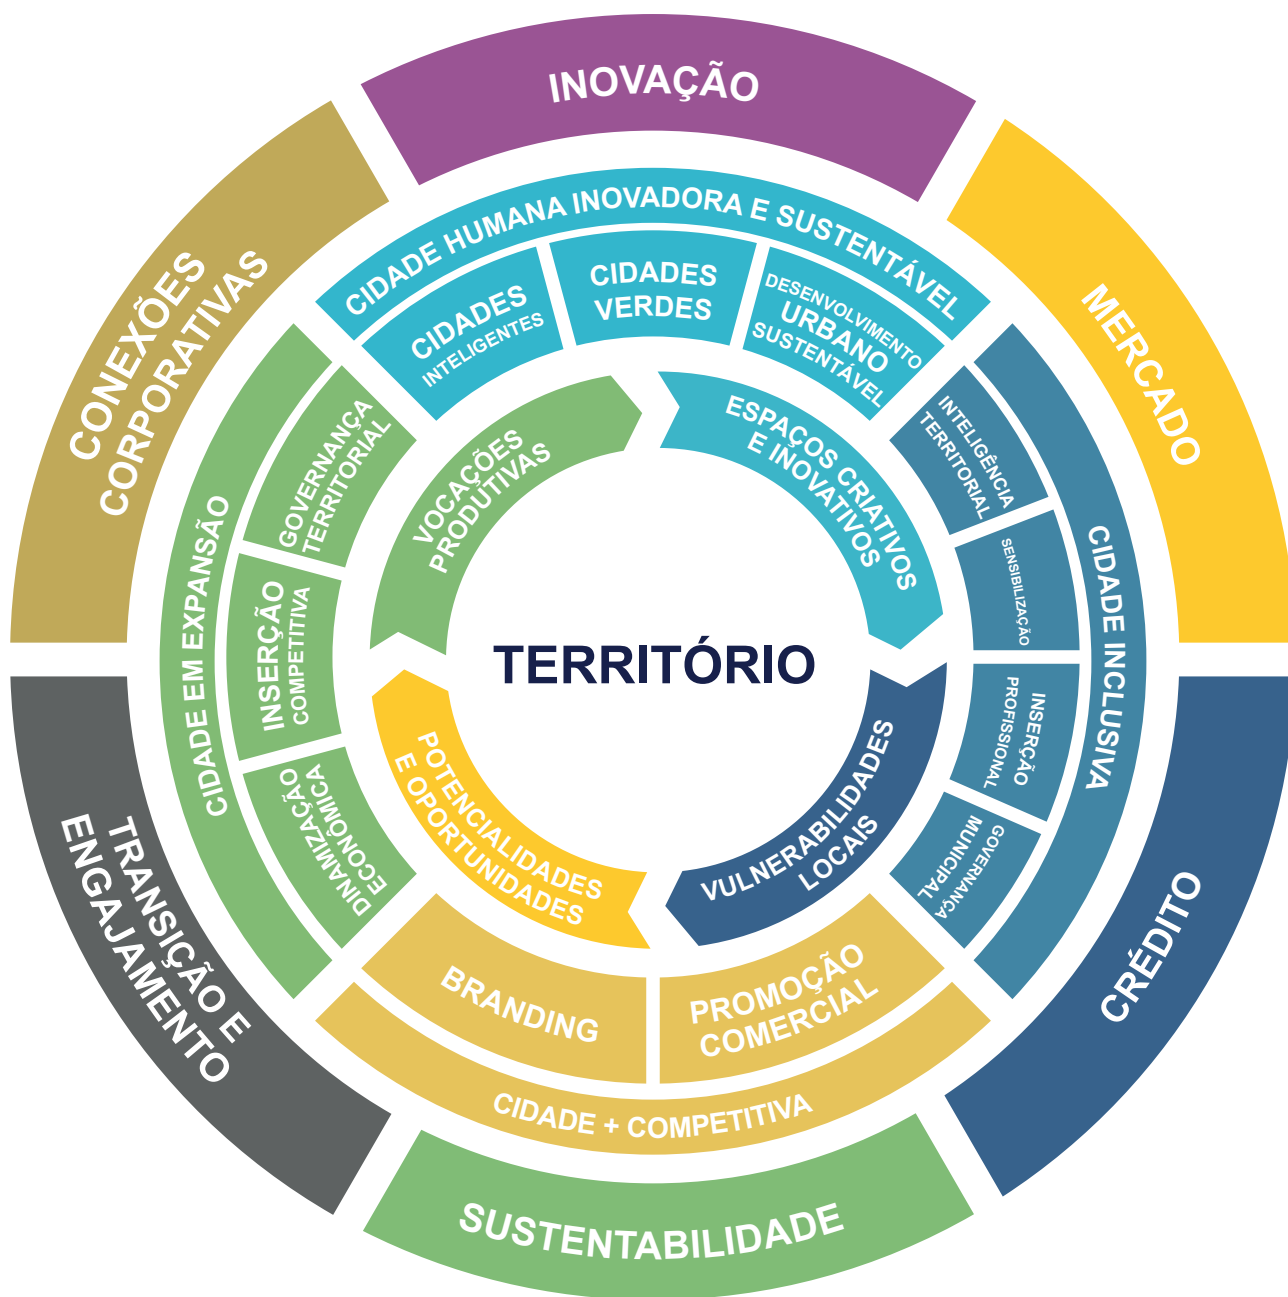 INOVAÇÃO
MERCADO
CRÉDITO
SUSTENTABILIDADE
TRANSIÇÃO E
ENGAJAMENTO
CONEXÕES
CORPORATIVAS
CIDADE HUMANA INOVADORA E SUSTENTÁVEL
CIDADES
INTELIGENTES
CIDADES
VERDES
DESENVOLVIMENTO
URBANO
SUSTENTÁVEL
CIDADE INCLUSIVA
INTELIGÊNCIA
TERRITORIAL
SENSIBILIZAÇÃO
INSERÇÃO
PROFISSIONAL
GOVERNANÇA
MUNICIPAL
CIDADE + COMPETITIVA
PROMOÇÃO
COMERCIAL
BRANDING
CIDADE EM EXPANSÃO
DINAMIZAÇÃO
ECONÔMICA
INSERÇÃO
COMPETITIVA
GOVERNANÇA
TERRITORIAL
VOCAÇÕES
PRODUTIVAS
ESPAÇOS CRIATIVOS
E INOVATIVOS
VULNERABILIDADES
LOCAIS
POTENCIALIDADES
E OPORTUNIDADES
TERRITÓRIO